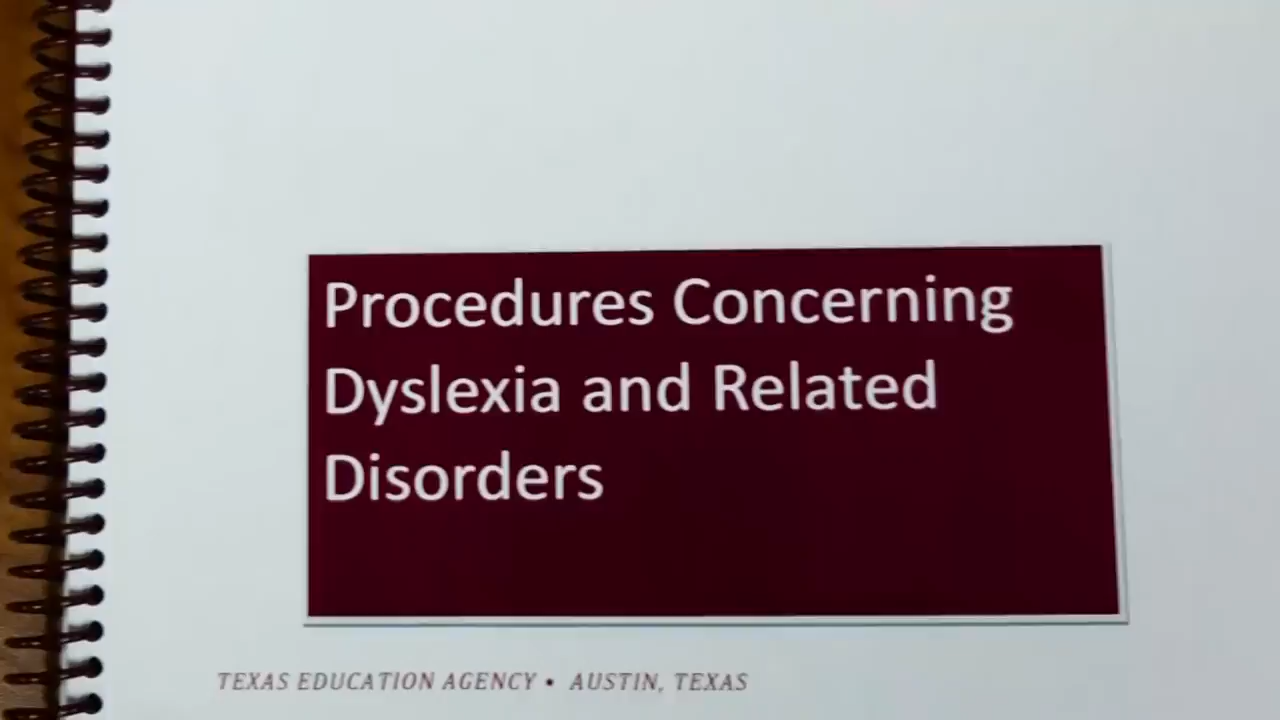 Procedures Concerning
Dyslexia and Related
Disorders
TEXAS EDUCATION AGENCY • AUSTIN, TEXAS